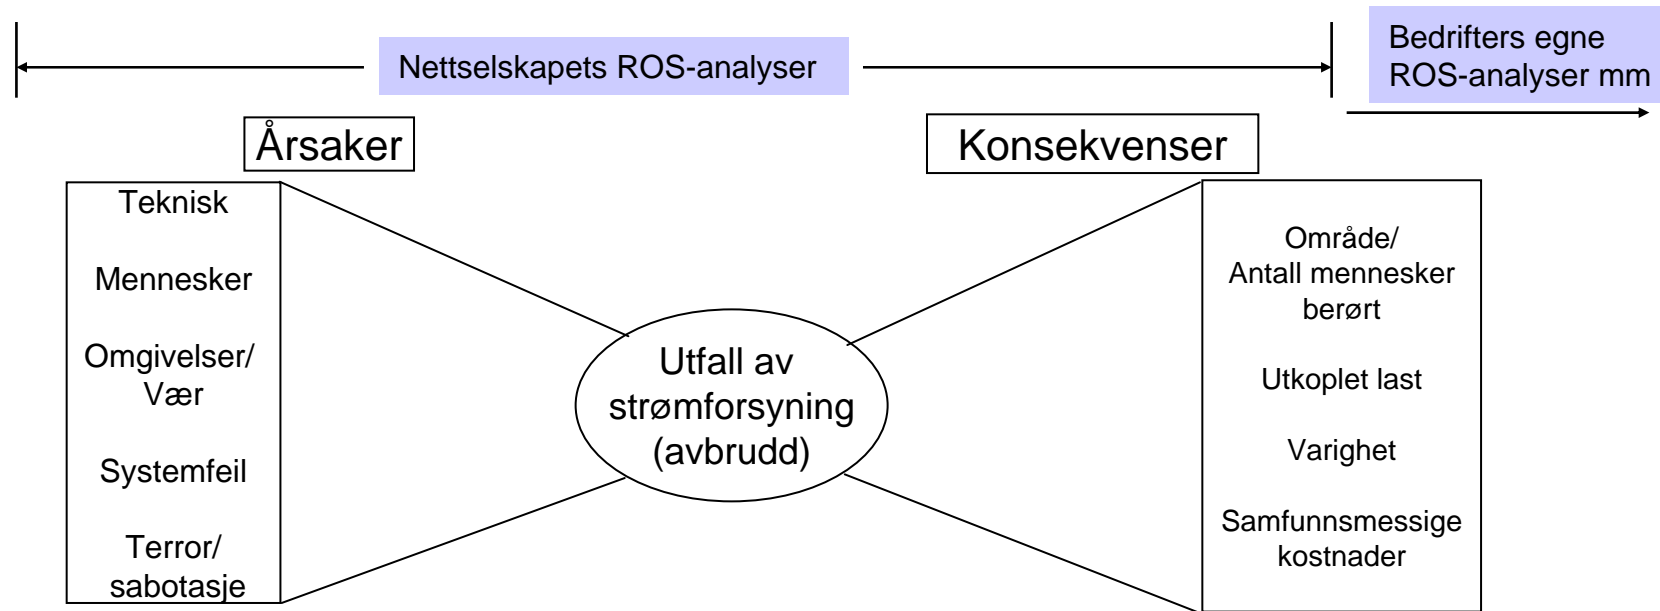 Nettselskapets ROS-analyser
Bedrifters egne
ROS-analyser mm
Årsaker
Konsekvenser
Teknisk
Mennesker
Omgivelser/
Vær
Systemfeil
Terror/
sabotasje
Utfall av
strømforsyning
(avbrudd)
Område/
Antall mennesker
berørt
Utkoplet last
Varighet
Samfunnsmessige
kostnader